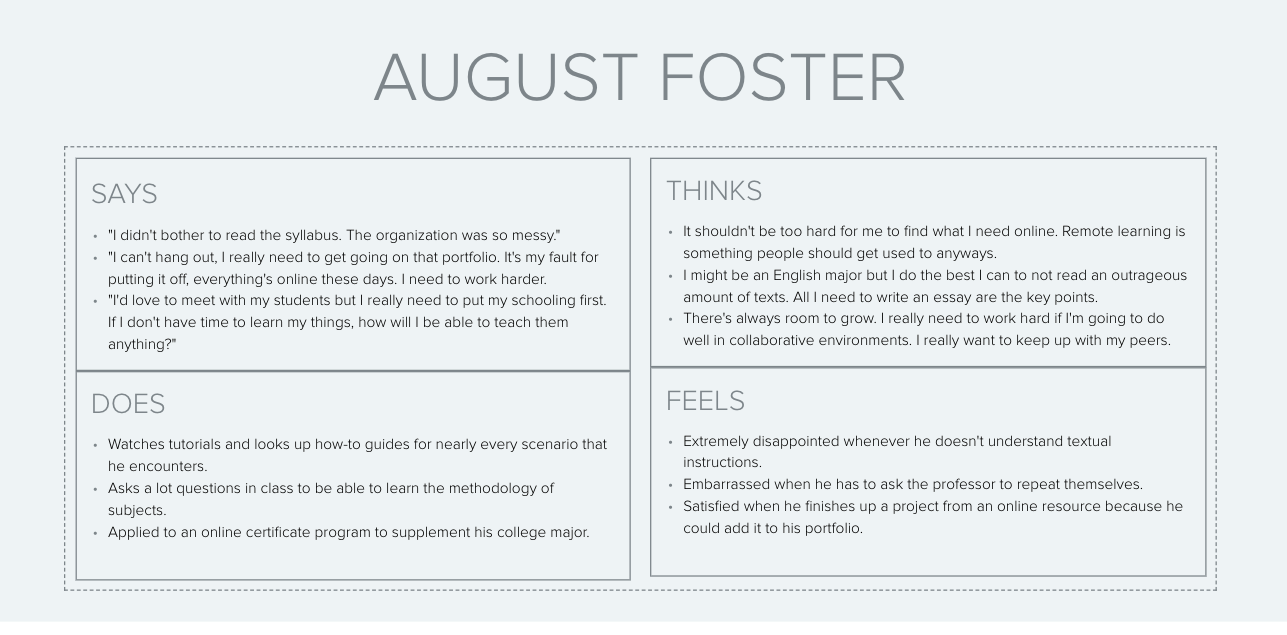 AUGUST FOSTER
SAYS
• "I didn't bother to read the syllabus. The organization was so messy."
• "I can't hang out, I really need to get going on that portfolio. It's my fault for
putting it off, everything's online these days. I need to work harder.
• "I'd love to meet with my students but I really need to put my schooling first.
If I don't have time to learn my things, how will I be able to teach them
anything?"
THINKS
• It shouldn't be too hard for me to find what I need online. Remote learning is
something people should get used to anyways.
• I might be an English major but I do the best I can to not read an outrageous
amount of texts. All I need to write an essay are the key points.
• There's always room to grow. I really need to work hard if I'm going to do
well in collaborative environments. I really want to keep up with my peers.
DOES
• Watches tutorials and looks up how-to guides for nearly every scenario that
he encounters.
• Asks a lot questions in class to be able to learn the methodology of
subjects.
• Applied to an online certificate program to supplement his college major.
FEELS
• Extremely disappointed whenever he doesn't understand textual
instructions.
• Embarrassed when he has to ask the professor to repeat themselves.
• Satisfied when he finishes up a project from an online resource because he
could add it to his portfolio.